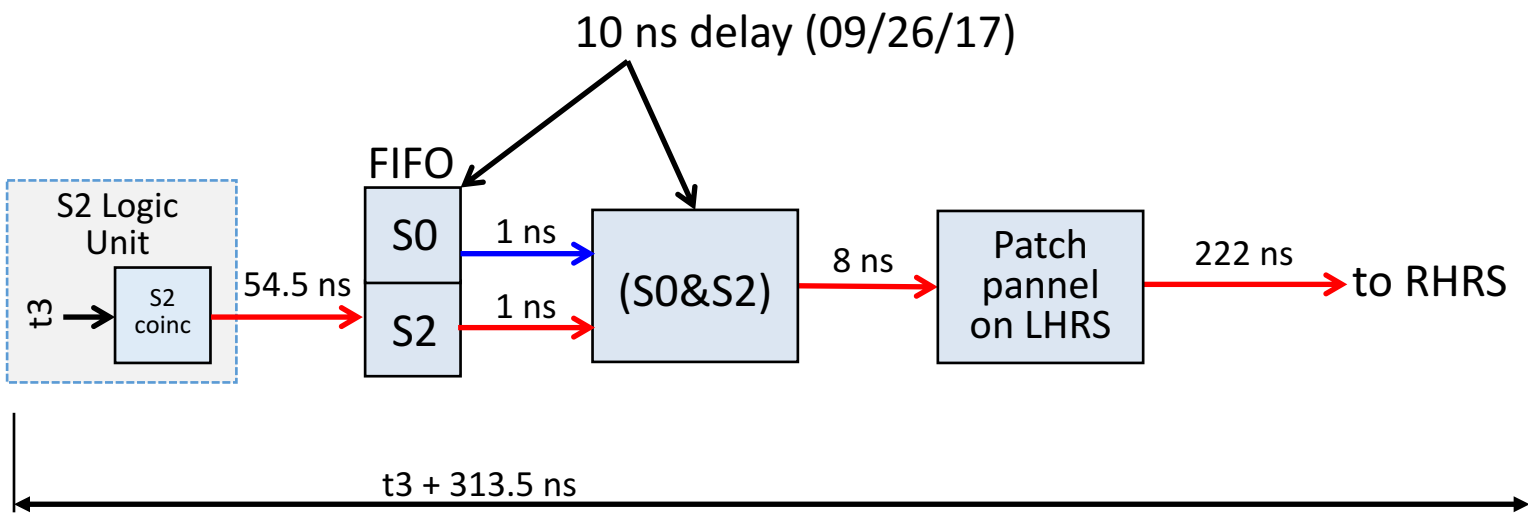 10 ns delay (09/26/17)
FIFO
S2 Logic
Unit
t3
S2
coinc
54.5 ns
S0
S2
1 ns
1 ns
(S0&S2)
8 ns
Patch
pannel
on LHRS
222 ns
to RHRS
t3 + 313.5 ns